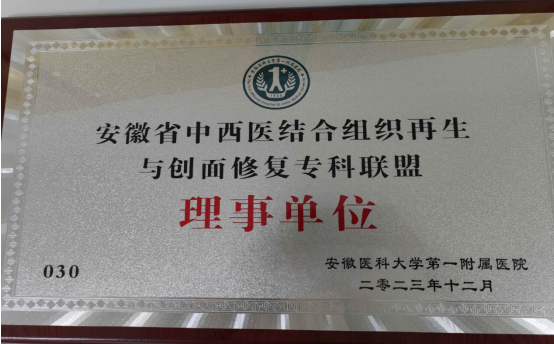 安徽省中西医结合组织再生
与创面修复专科联盟
理事单位
030
安徽医科大学第一附属医院
二〇二三年十二月